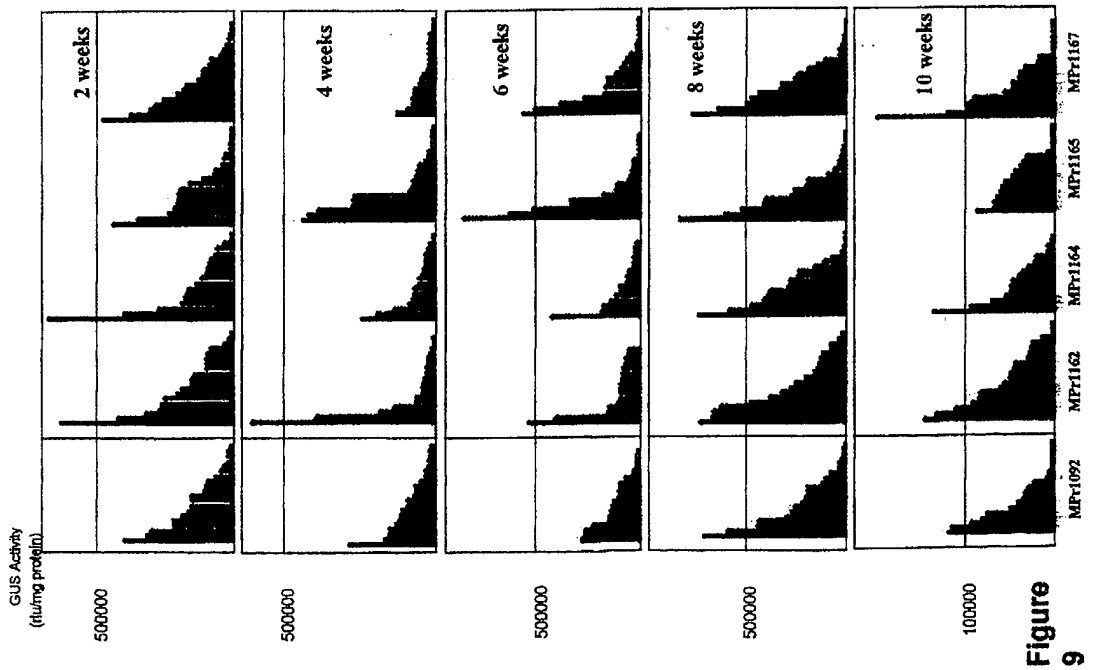 GUS Activity
(rlu/mg protein)
500000
2 weeks
500000
4 weeks
500000
6 weeks
500000
8 weeks
100000
10 weeks
MPr1092
MPr1162
MPr1164
MPr1165
MPr1167
Figure
9